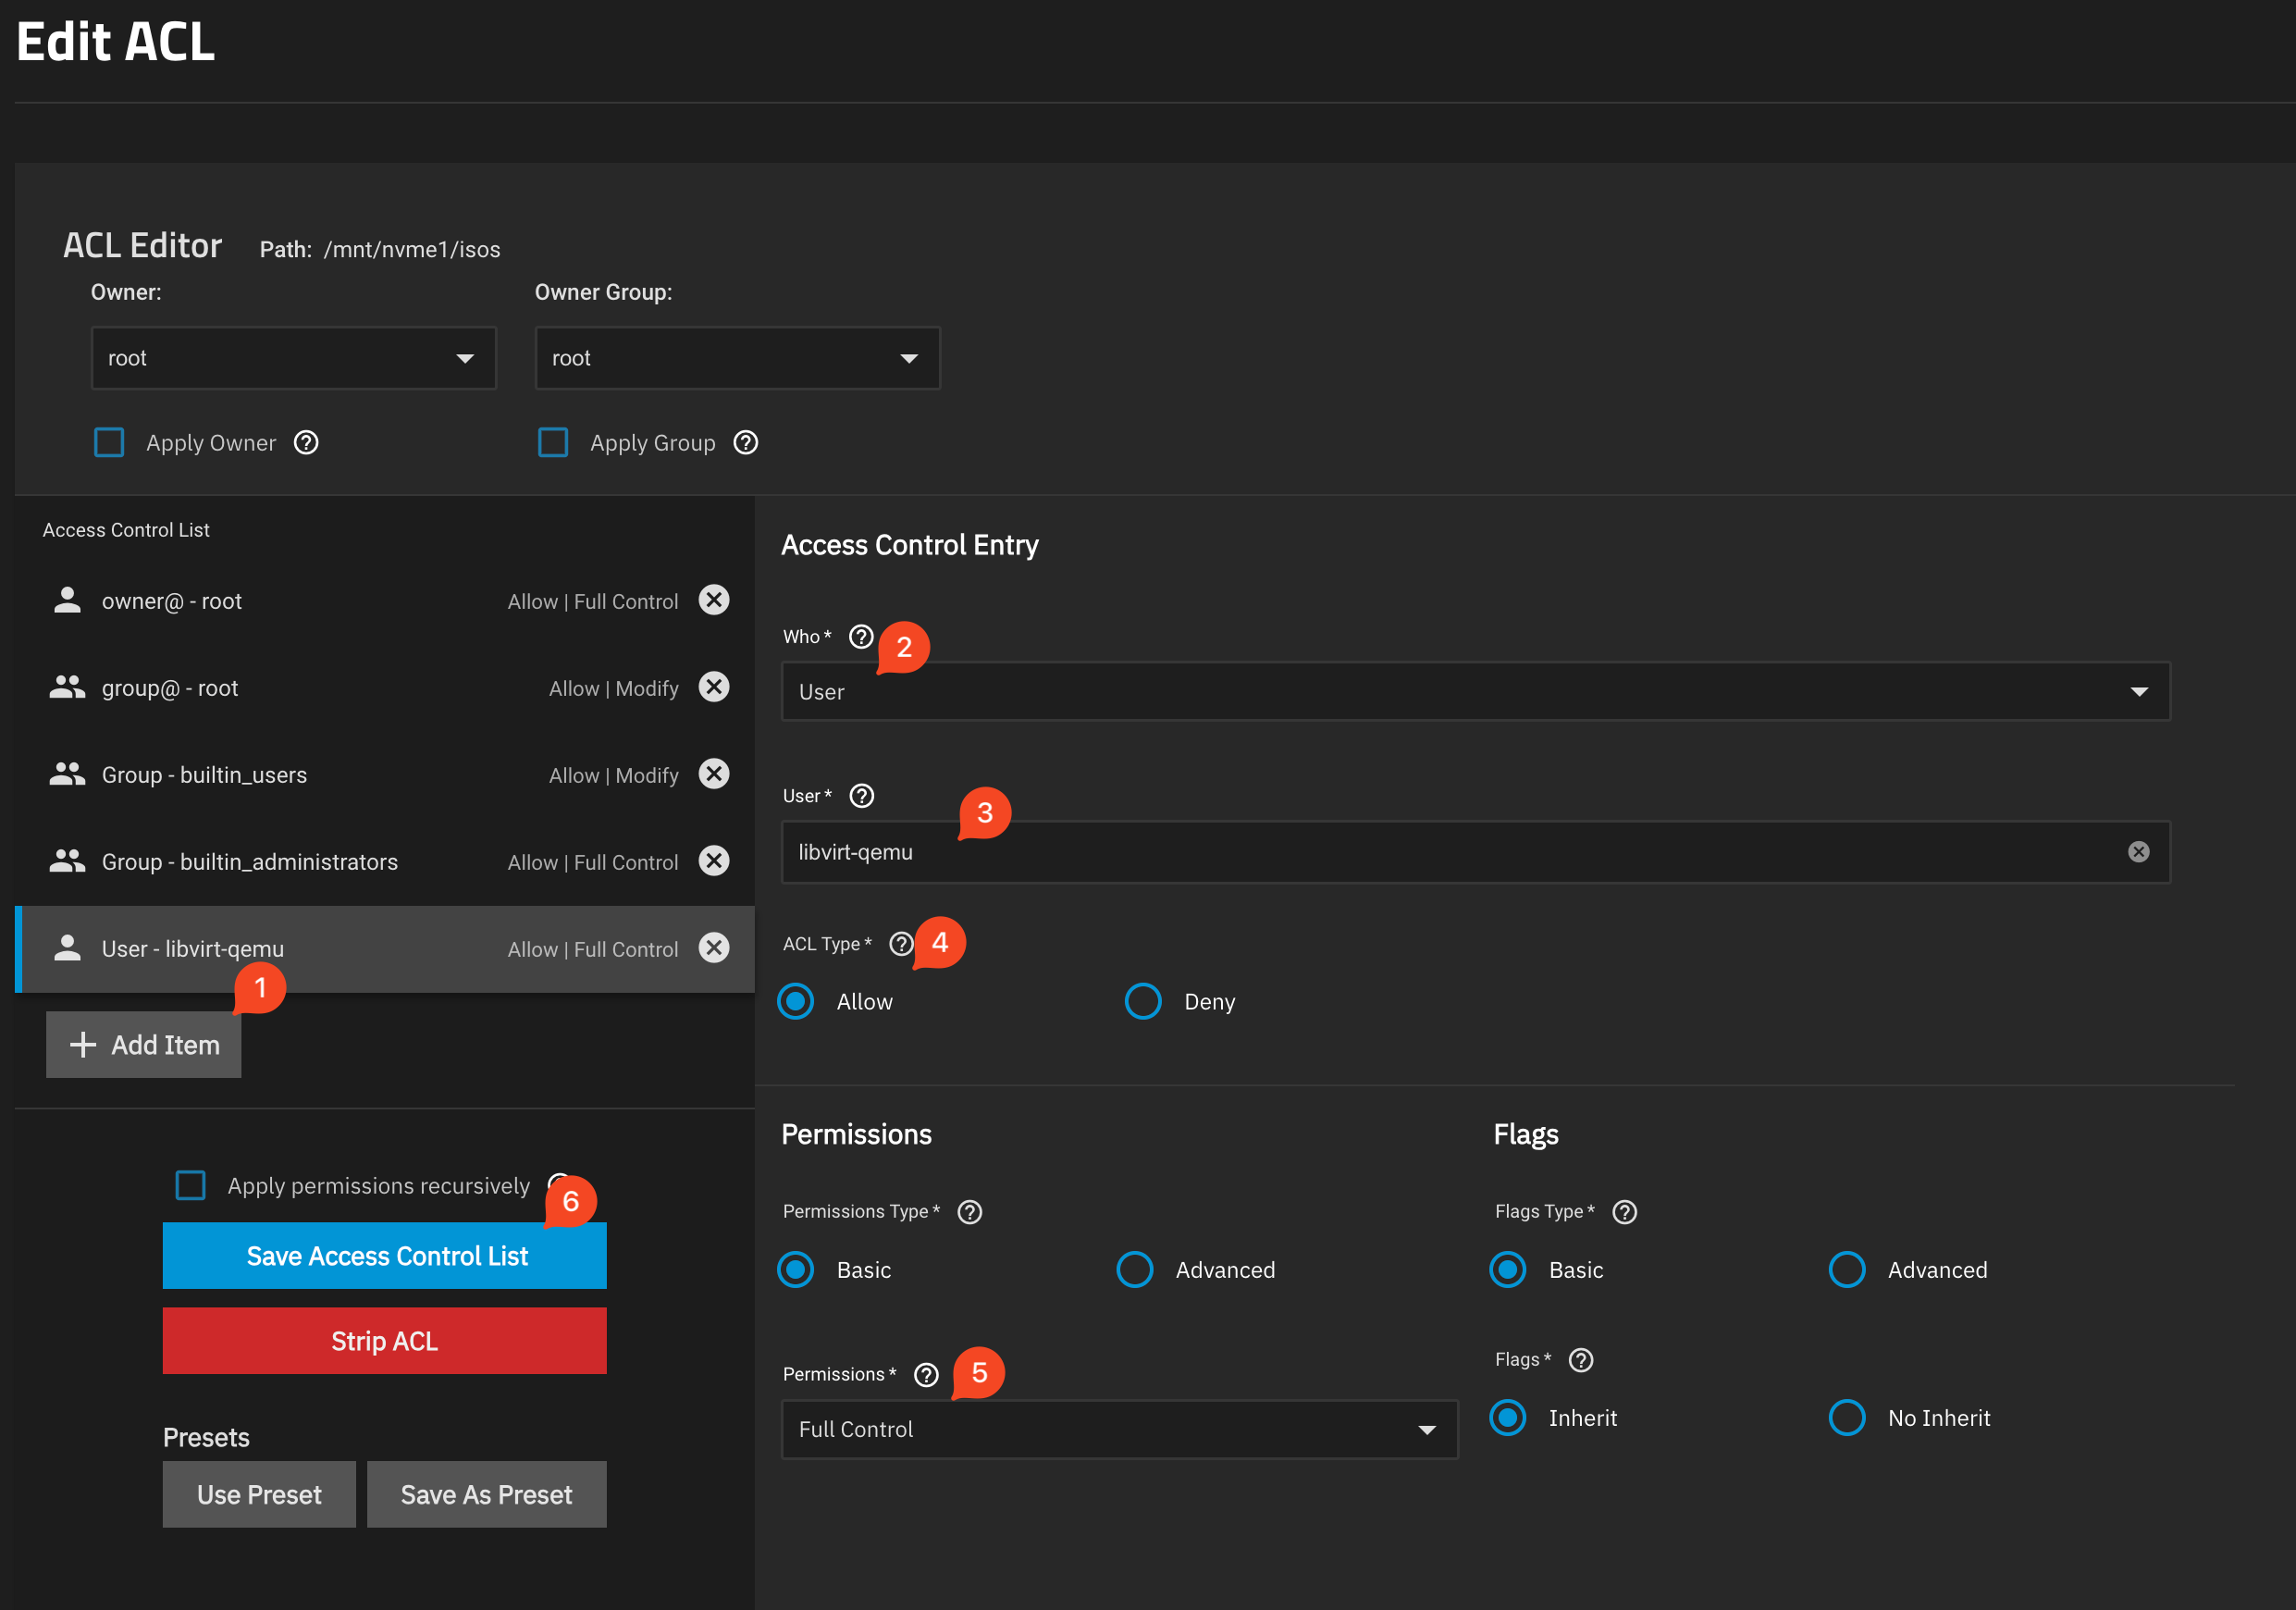 Edit ACL
ACL Editor Path: /mnt/nvme1/isos
Owner: Owner Group:
root root
Apply Owner Apply Group
Access Control List
owner@ - root Allow | Full Control
group@ - root Allow | Modify
Group - builtin_users Allow | Modify
Group - builtin_administrators Allow | Full Control
User - libvirt-qemu Allow | Full Control
1
+ Add Item
Apply permissions recursively
6
Save Access Control List
Strip ACL
Presets
Use Preset Save As Preset
Access Control Entry
Who * 2
User
User * 3
libvirt-qemu
ACL Type * 4
Allow Deny
Permissions
Permissions Type *
Basic Advanced
Permissions * 5
Full Control
Flags
Flags Type *
Basic Advanced
Flags *
Inherit No Inherit